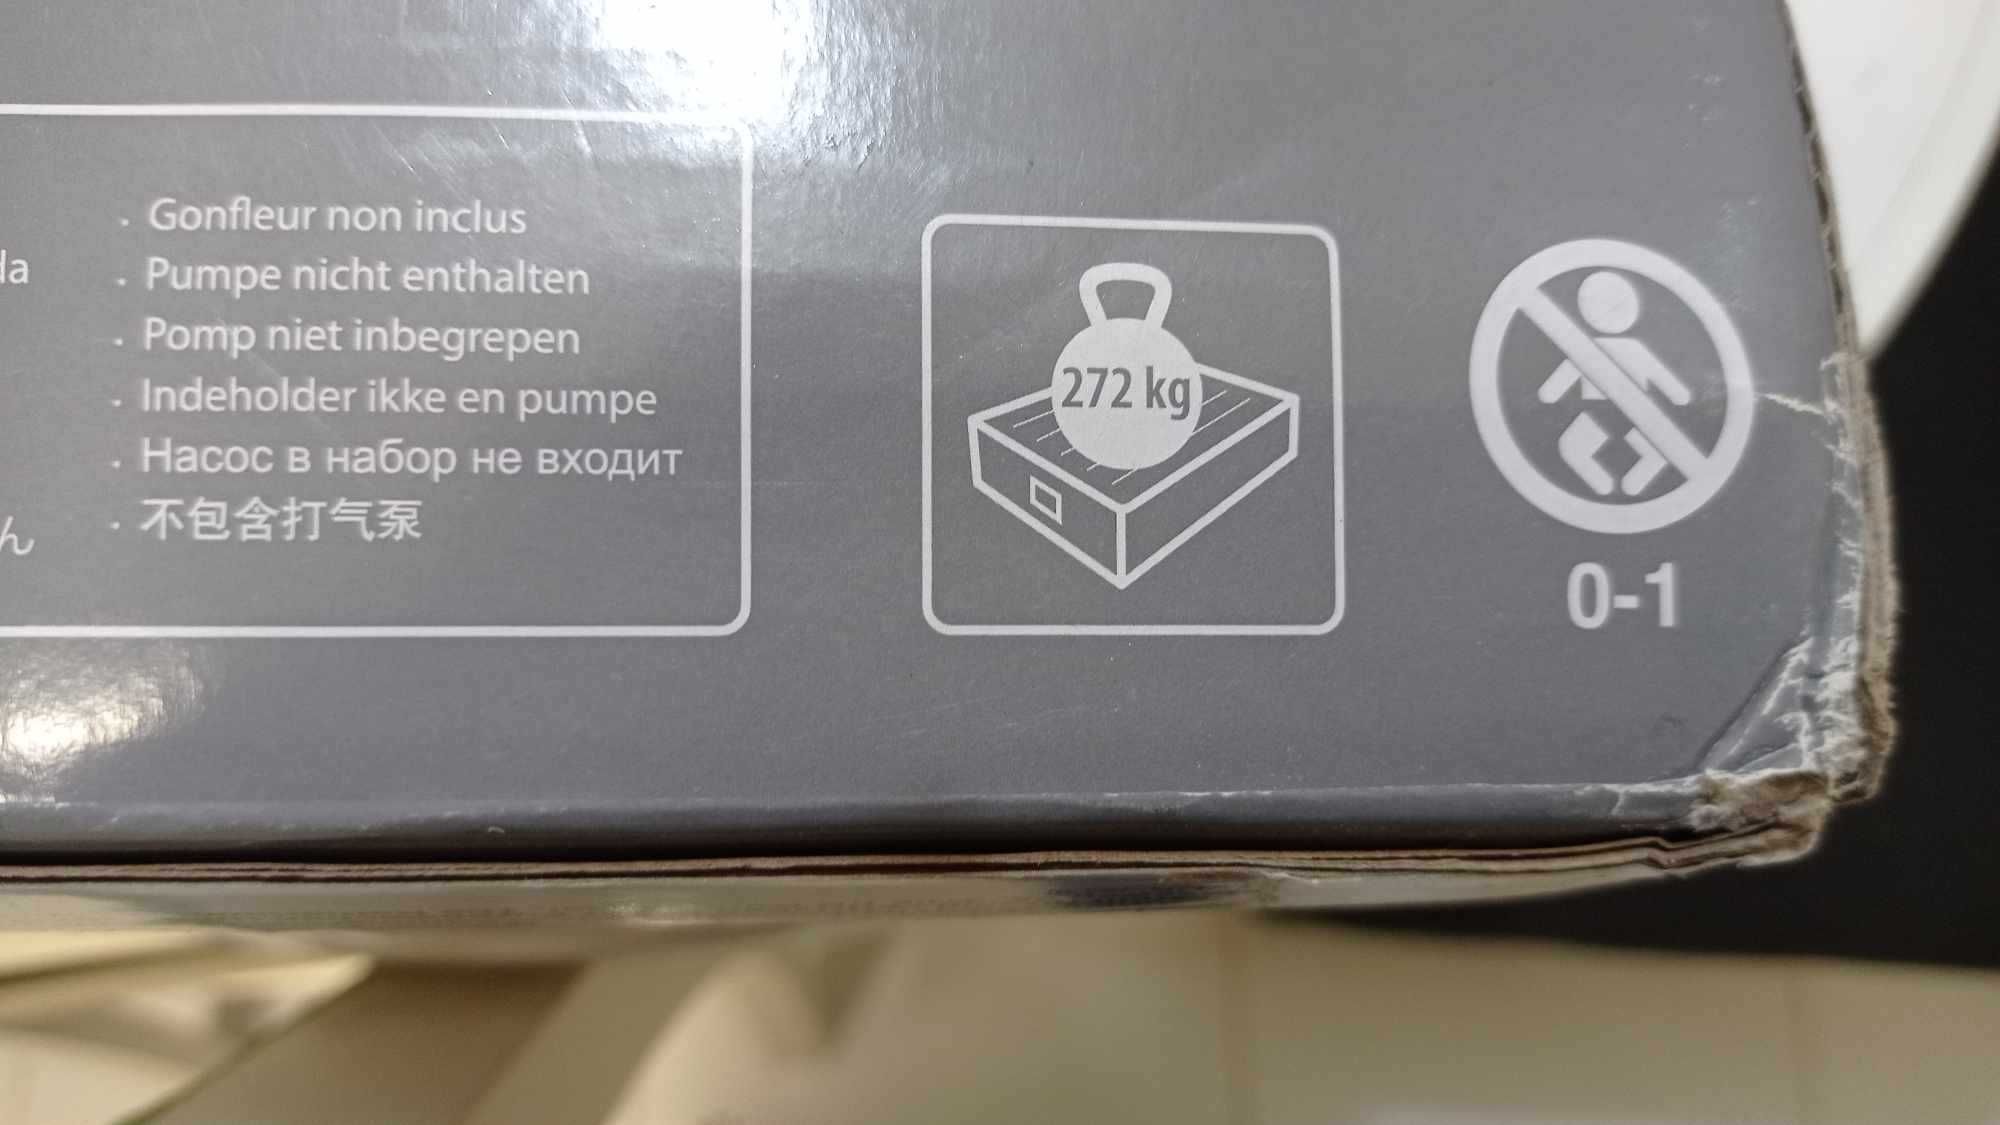 Gonfleur non inclus
Pumpe nicht enthalten
Pomp niet inbegrepen
Indeholder ikke en pumpe
Насос в набор не входит
不包含打气泵
272 kg
0-1